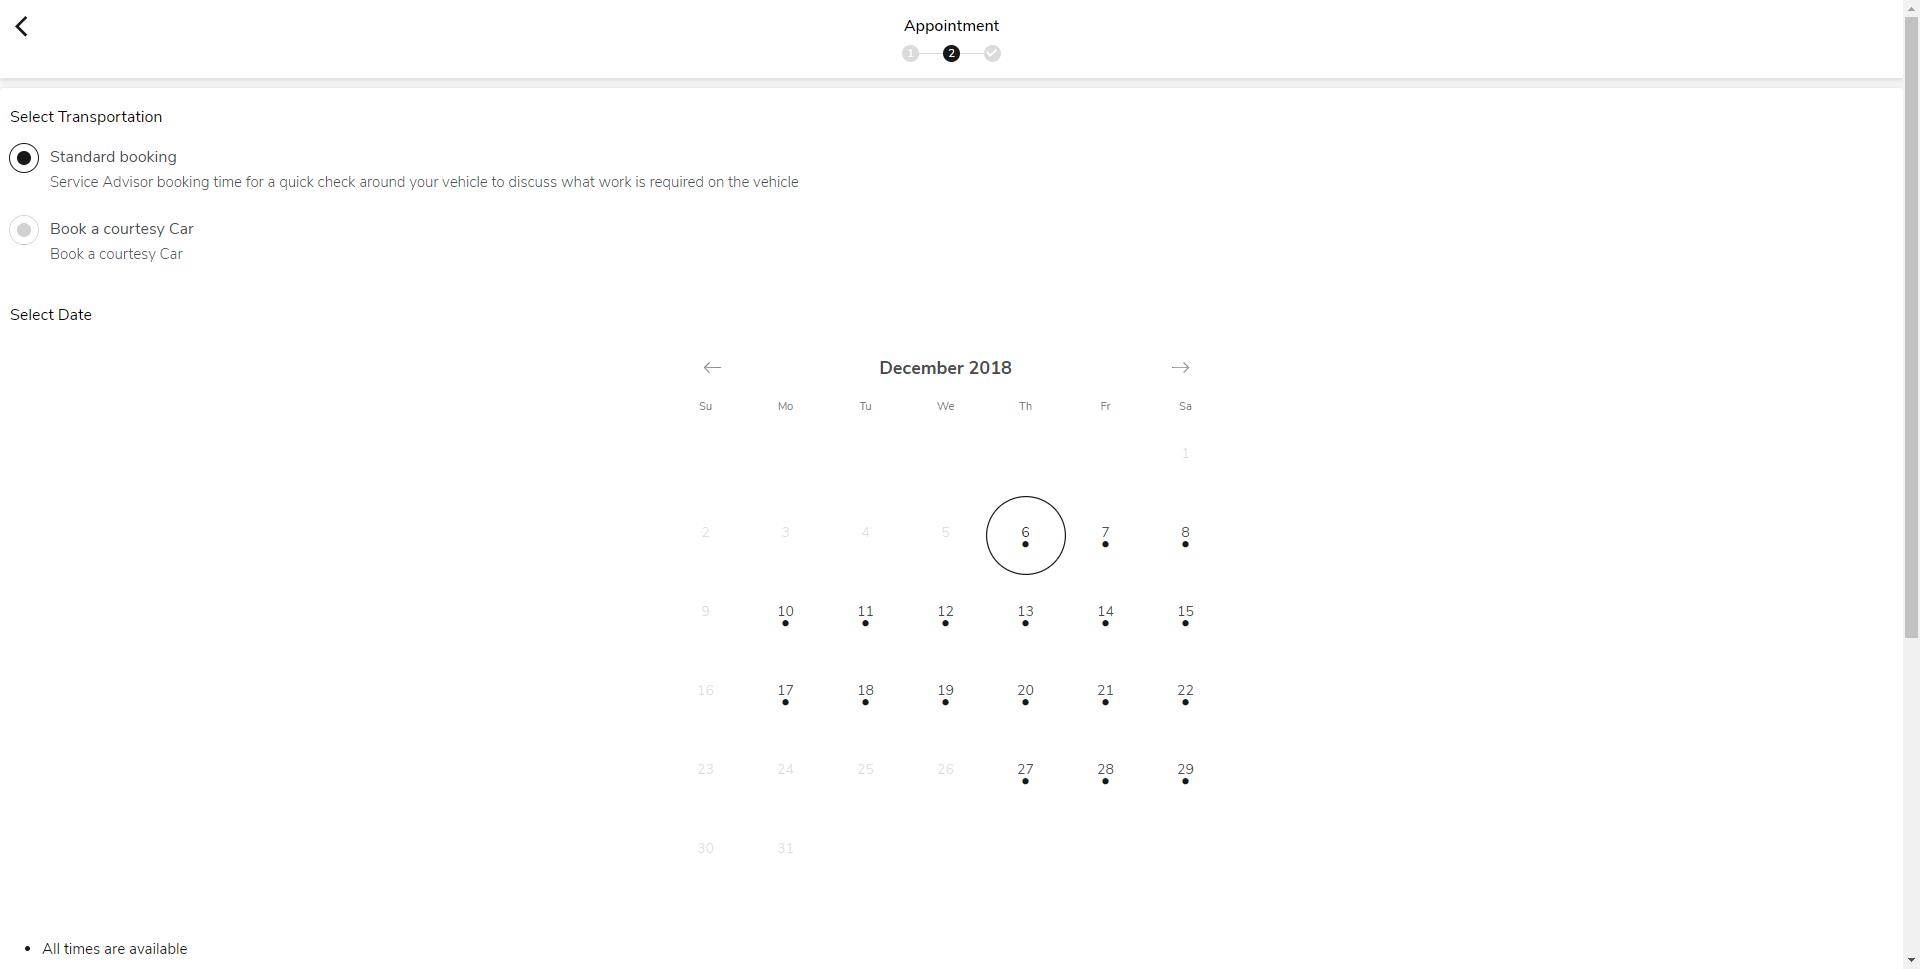 Appointment
1 2
Select Transportation
Standard booking
Service Advisor booking time for a quick check around your vehicle to discuss what work is required on the vehicle
Book a courtesy Car
Book a courtesy Car
Select Date
December 2018
Su Mo Tu We Th Fr Sa
1
2 3 4 5 6 7 8
9 10 11 12 13 14 15
16 17 18 19 20 21 22
23 24 25 26 27 28 29
30 31
• All times are available